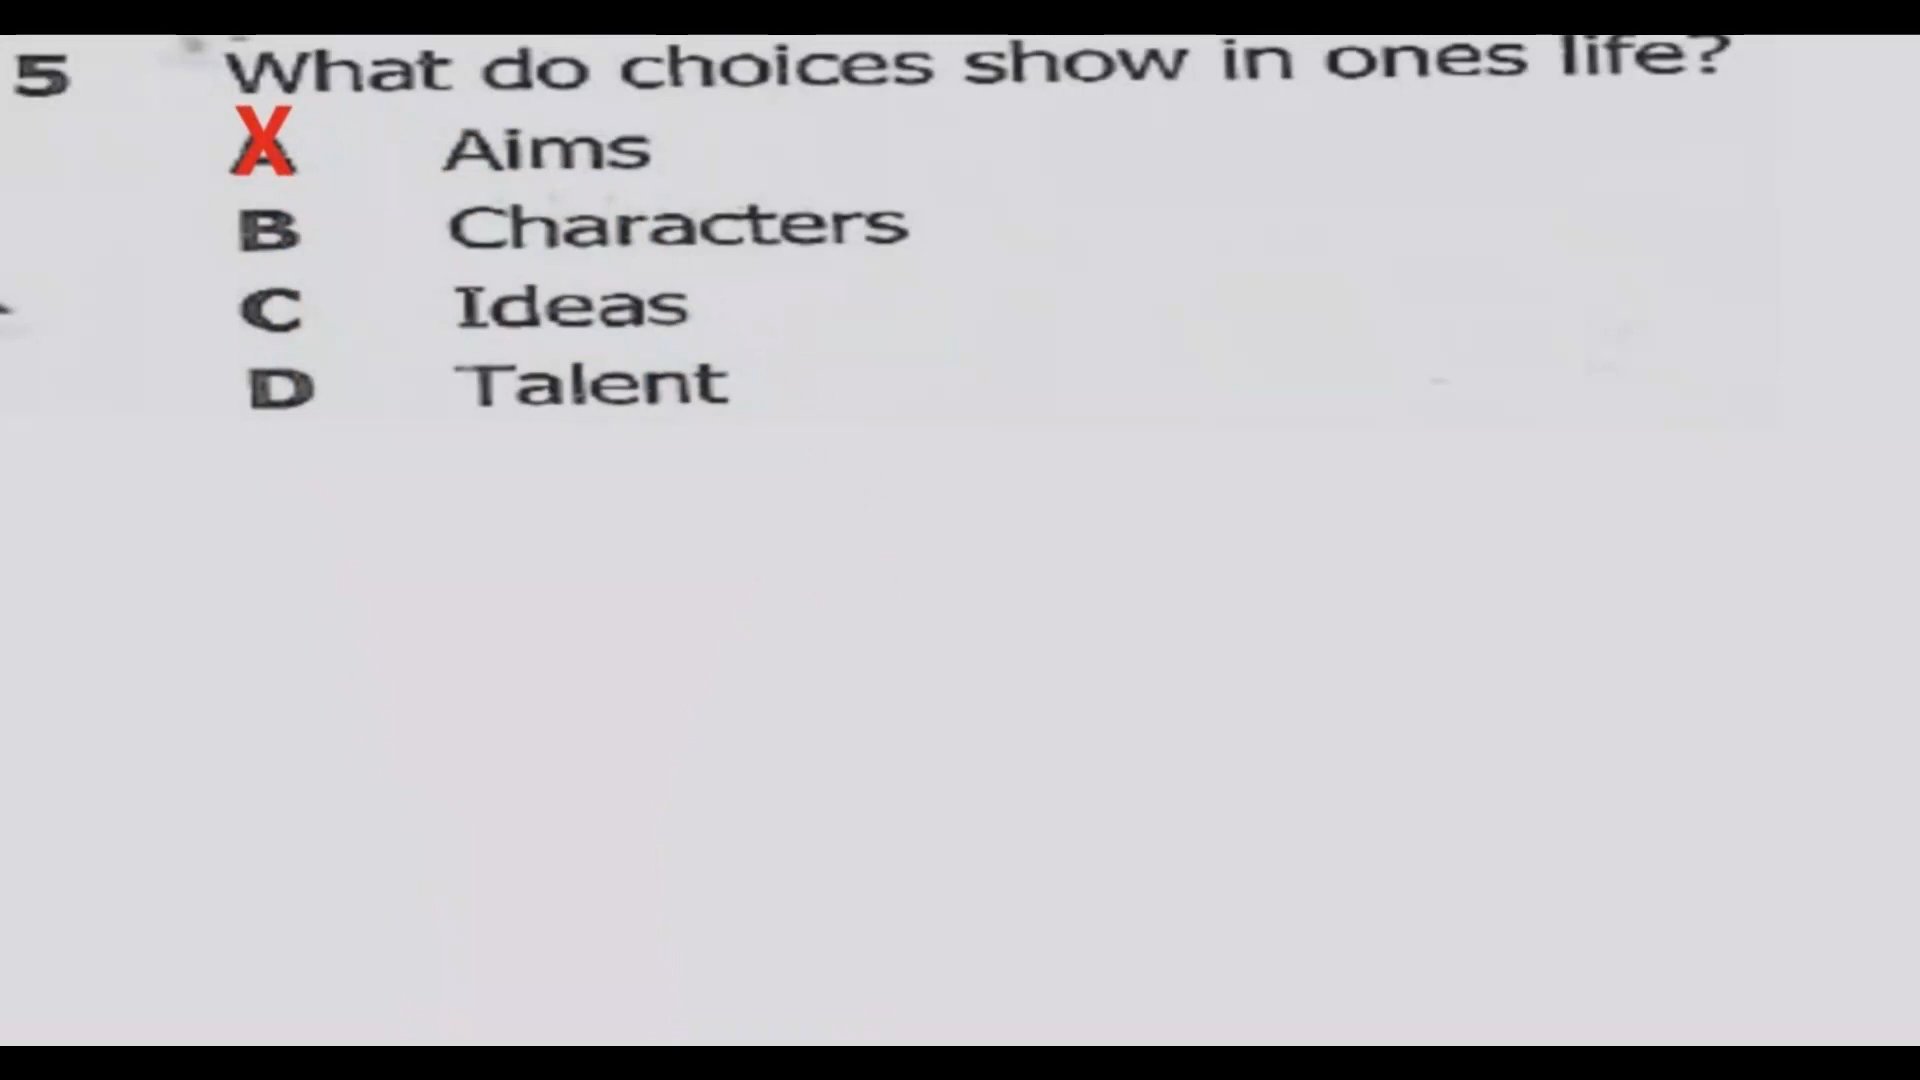 5 What do choices show in ones life?
X Aims
B Characters
C Ideas
D Talent